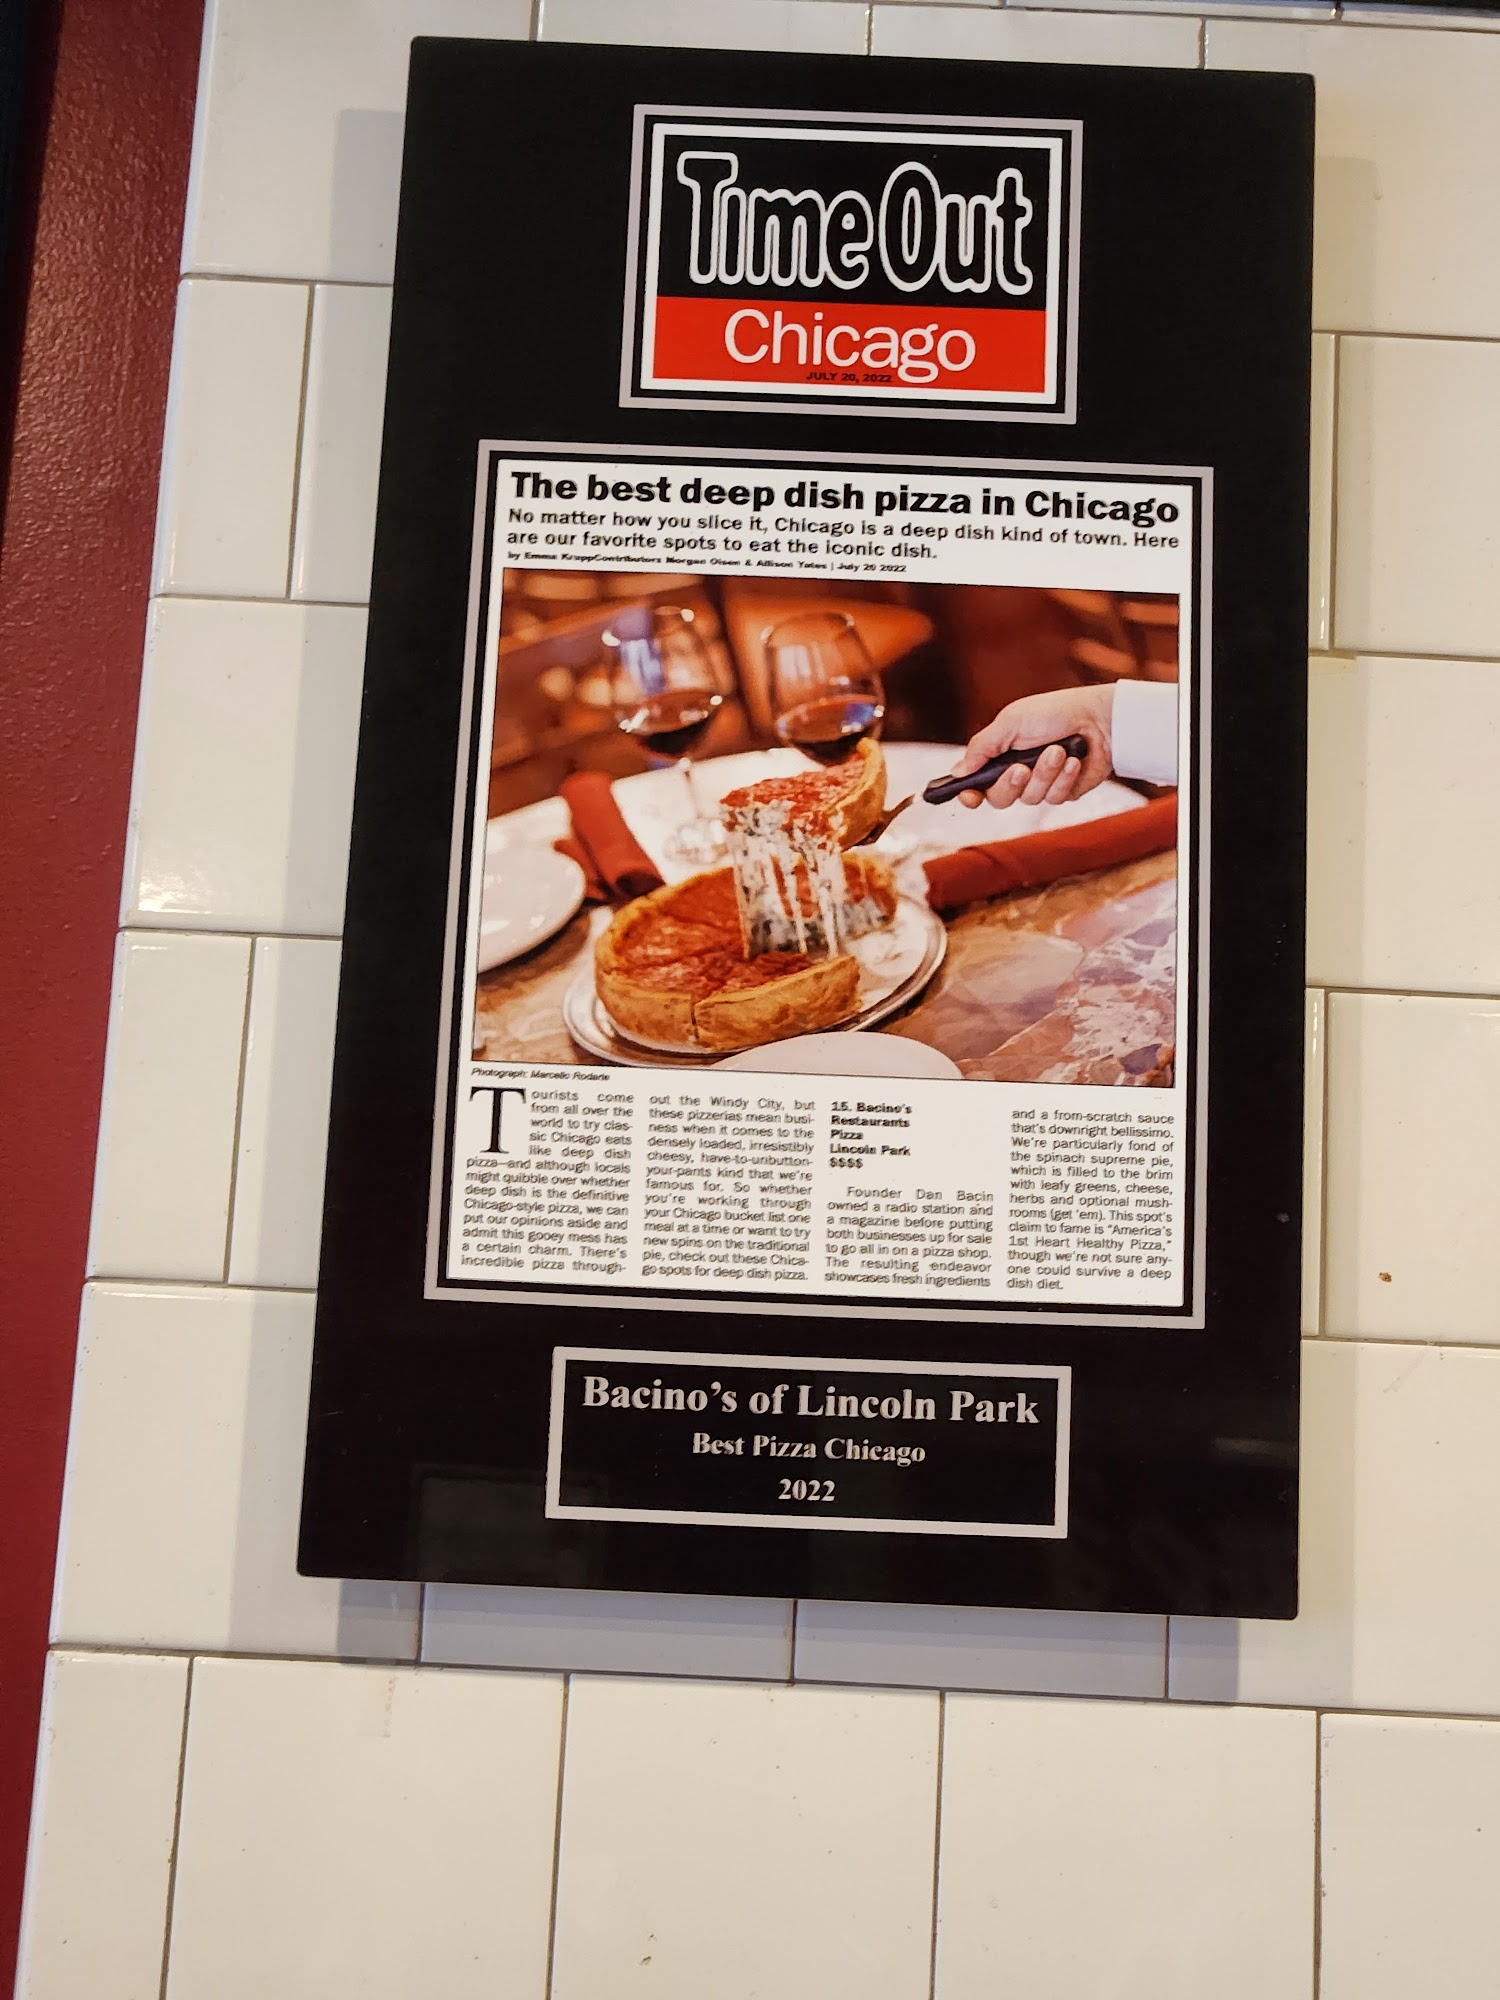 Time Out
Chicago
JULY 20, 2022
The best deep dish pizza in Chicago
No matter how you slice it, Chicago is a deep dish kind of town. Here
are our favorite spots to eat the iconic dish.
by Emma KruppContributors Morgan Olsen & Allison Yates | July 20 2022
Photograph: Marcello Rodarte
Tourists come
from all over the
world to try clas-
sic Chicago eats
like deep dish
pizza—and although locals
might quibble over whether
deep dish is the definitive
Chicago-style pizza, we can
put our opinions aside and
admit this gooey mess has
a certain charm. There's
incredible pizza through-
out the Windy City, but
these pizzerias mean busi-
ness when it comes to the
densely loaded, irresistibly
cheesy, have-to-unbutton-
your-pants kind that we're
famous for. So whether
you're working through
your Chicago bucket list one
meal at a time or want to try
new spins on the traditional
pie, check out these Chica-
go spots for deep dish pizza.
15. Bacino's
Restaurants
Pizza
Lincoln Park
$$$$
Founder Dan Bacin
owned a radio station and
a magazine before putting
both businesses up for sale
to go all in on a pizza shop.
The resulting endeavor
showcases fresh ingredients
and a from-scratch sauce
that's downright bellissimo.
We're particularly fond of
the spinach supreme pie,
which is filled to the brim
with leafy greens, cheese,
herbs and optional mush-
rooms (get 'em). This spot's
claim to fame is "America's
1st Heart Healthy Pizza,"
though we're not sure any-
one could survive a deep
dish diet.
Bacino's of Lincoln Park
Best Pizza Chicago
2022